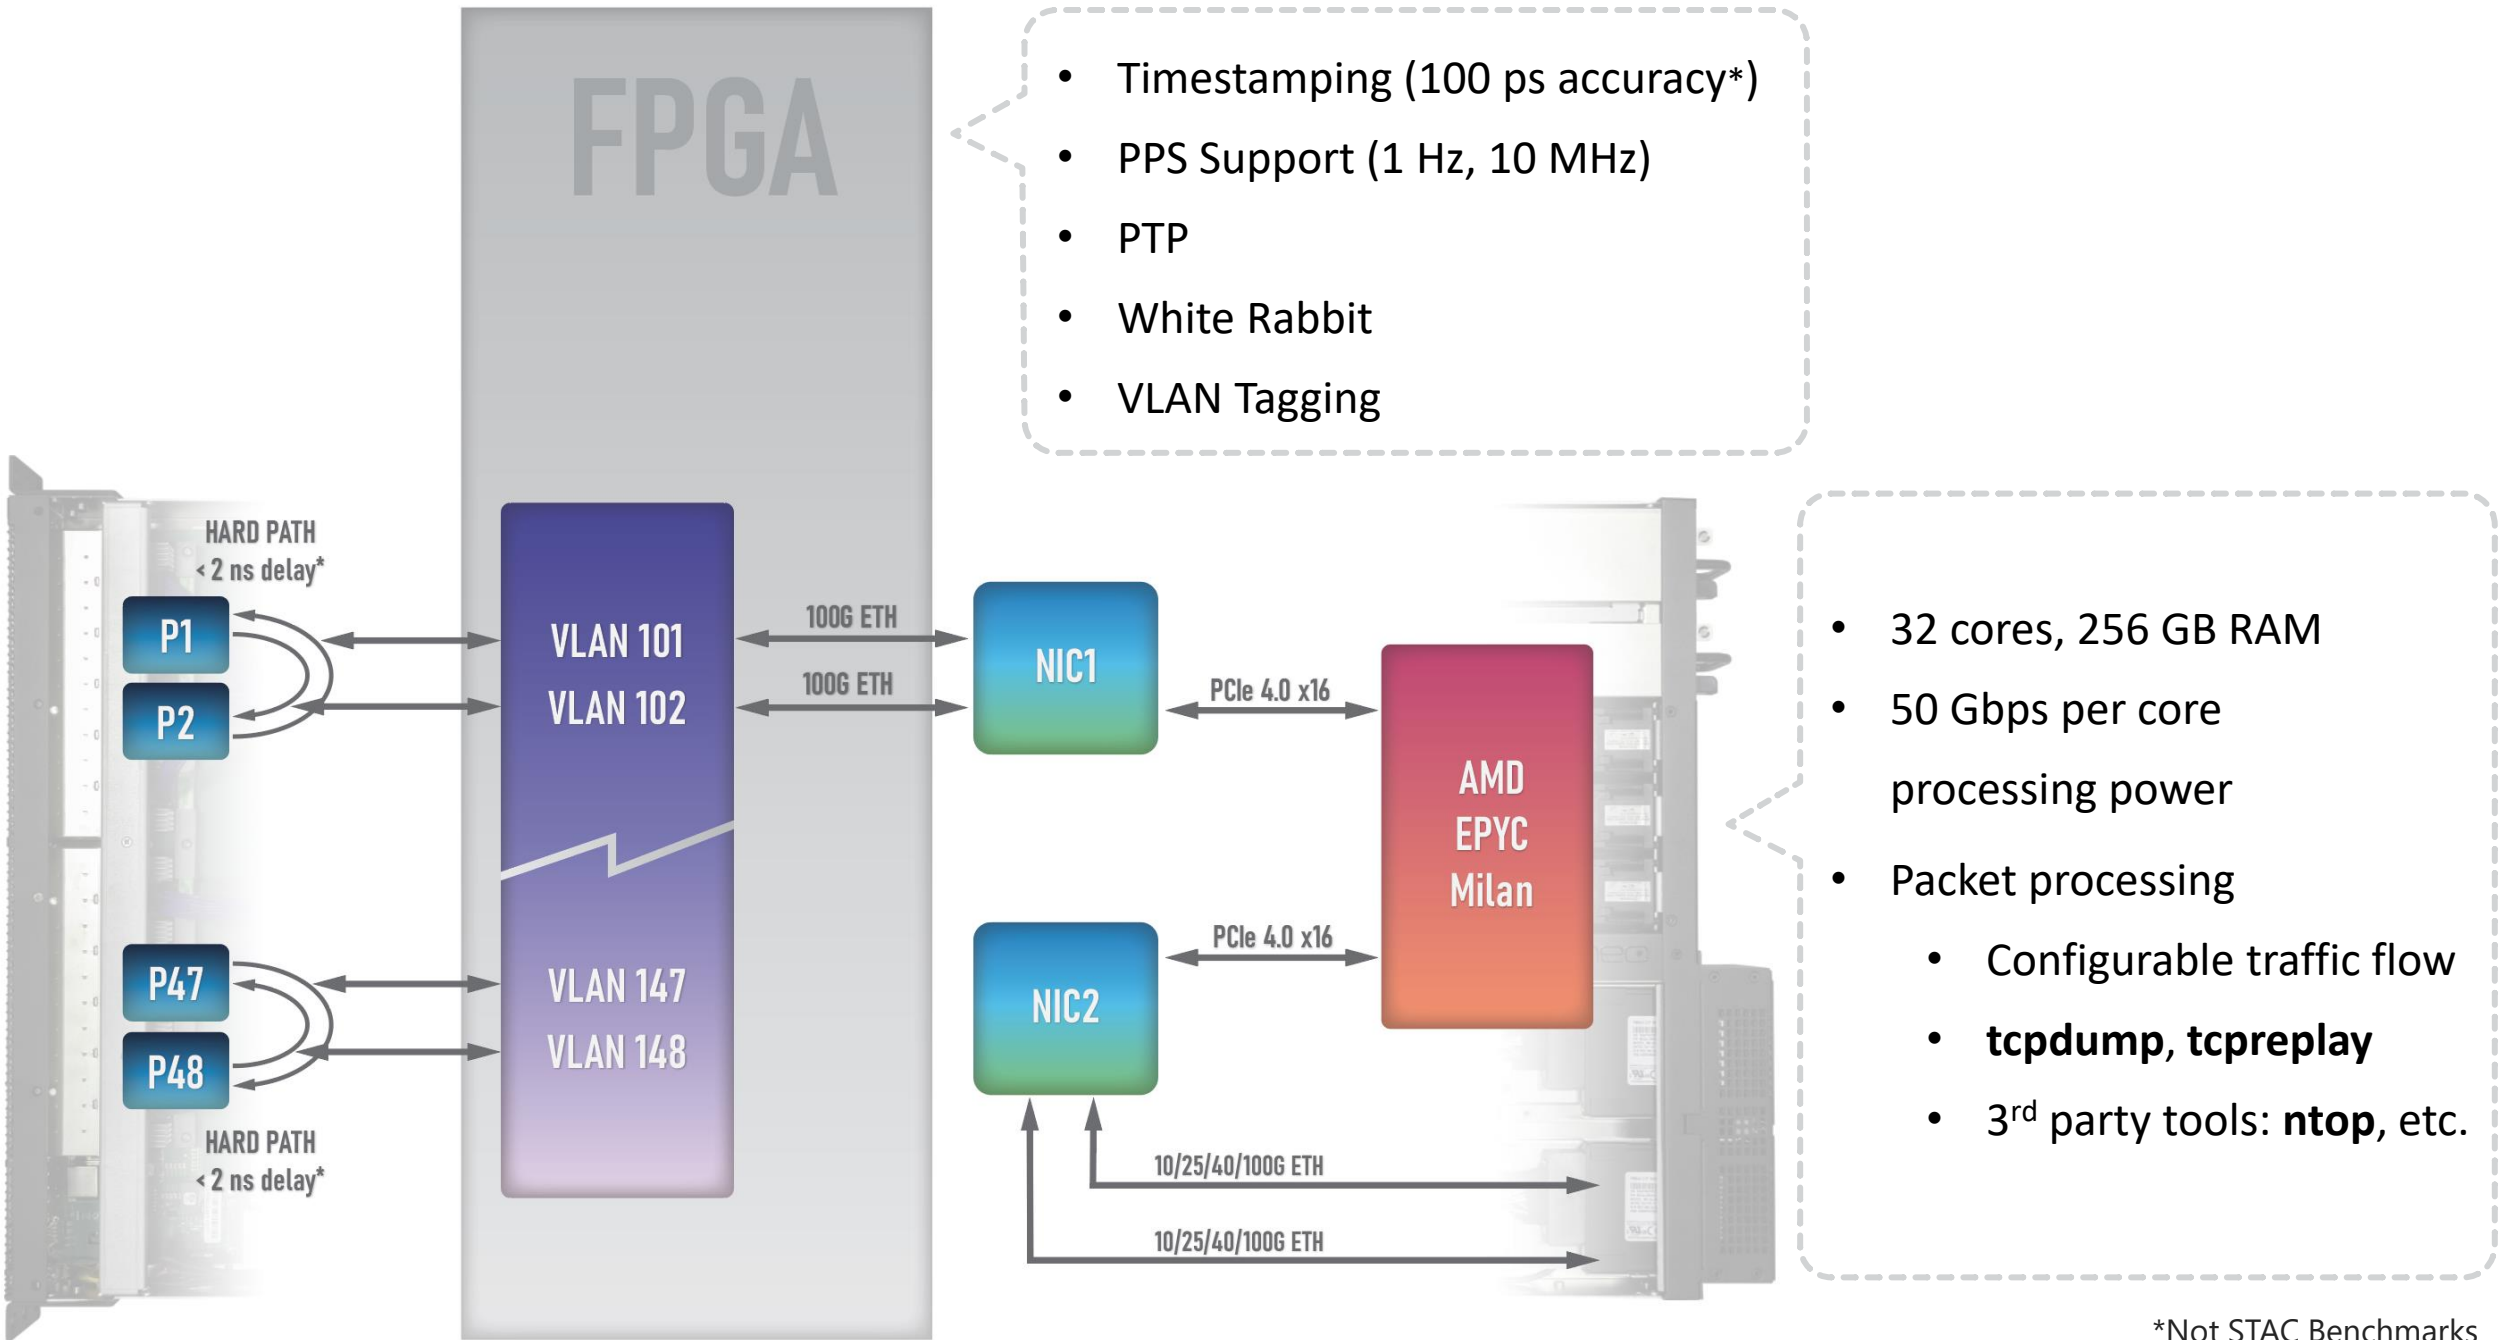 FPGA
• Timestamping (100 ps accuracy*)
• PPS Support (1 Hz, 10 MHz)
• PTP
• White Rabbit
• VLAN Tagging
HARD PATH
< 2 ns delay*
P1
P2
VLAN 101
VLAN 102
100G ETH
100G ETH
NIC1
PCIe 4.0 x16
AMD
EPYC
Milan
P47
P48
HARD PATH
< 2 ns delay*
VLAN 147
VLAN 148
NIC2
PCIe 4.0 x16
10/25/40/100G ETH
10/25/40/100G ETH
• 32 cores, 256 GB RAM
• 50 Gbps per core
processing power
• Packet processing
• Configurable traffic flow
• tcpdump, tcpreplay
• 3rd party tools: ntop, etc.
*Not STAC Benchmarks